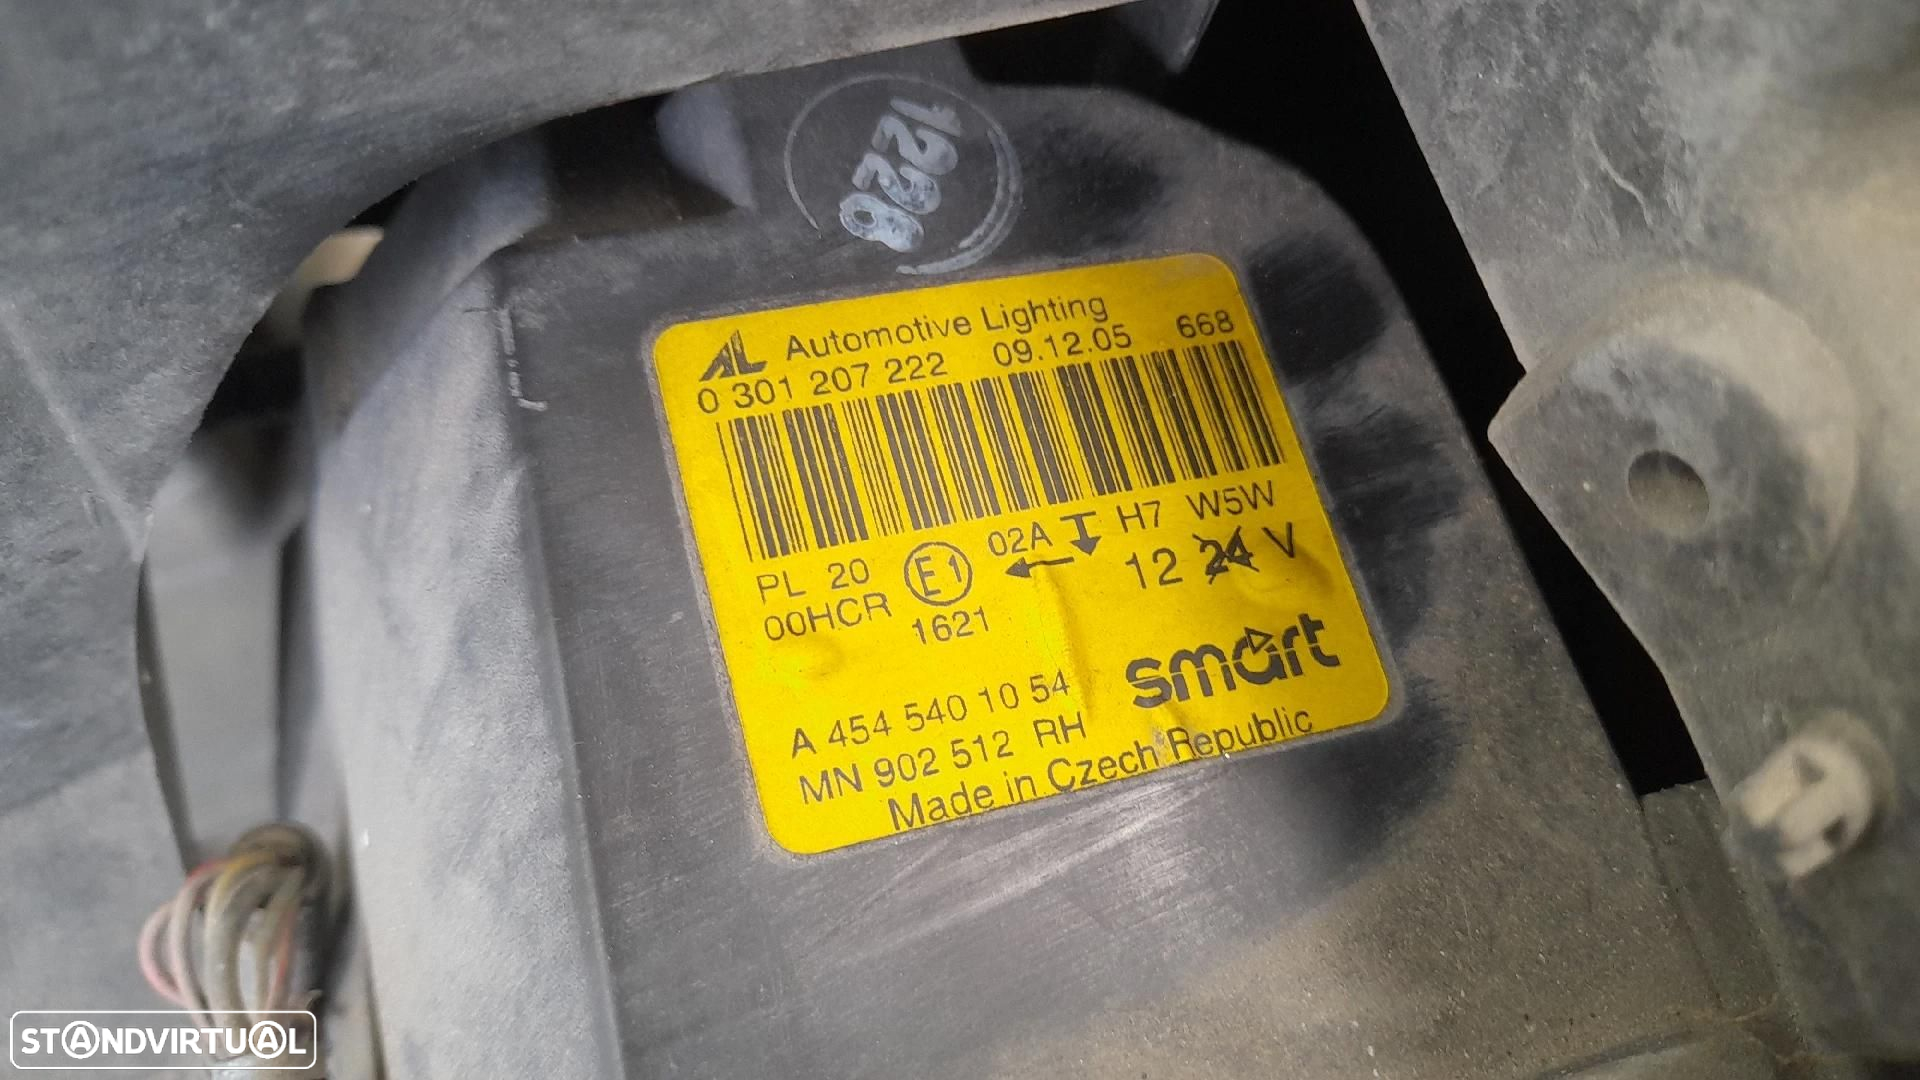 1228
AL Automotive Lighting
0 301 207 222 09.12.05 668
PL 20 E1 02A H7 W5W
00HCR 1621 12 24 V
smart
A 454 540 10 54
MN 902 512 RH
Made in Czech Republic
STANDVIRTUAL